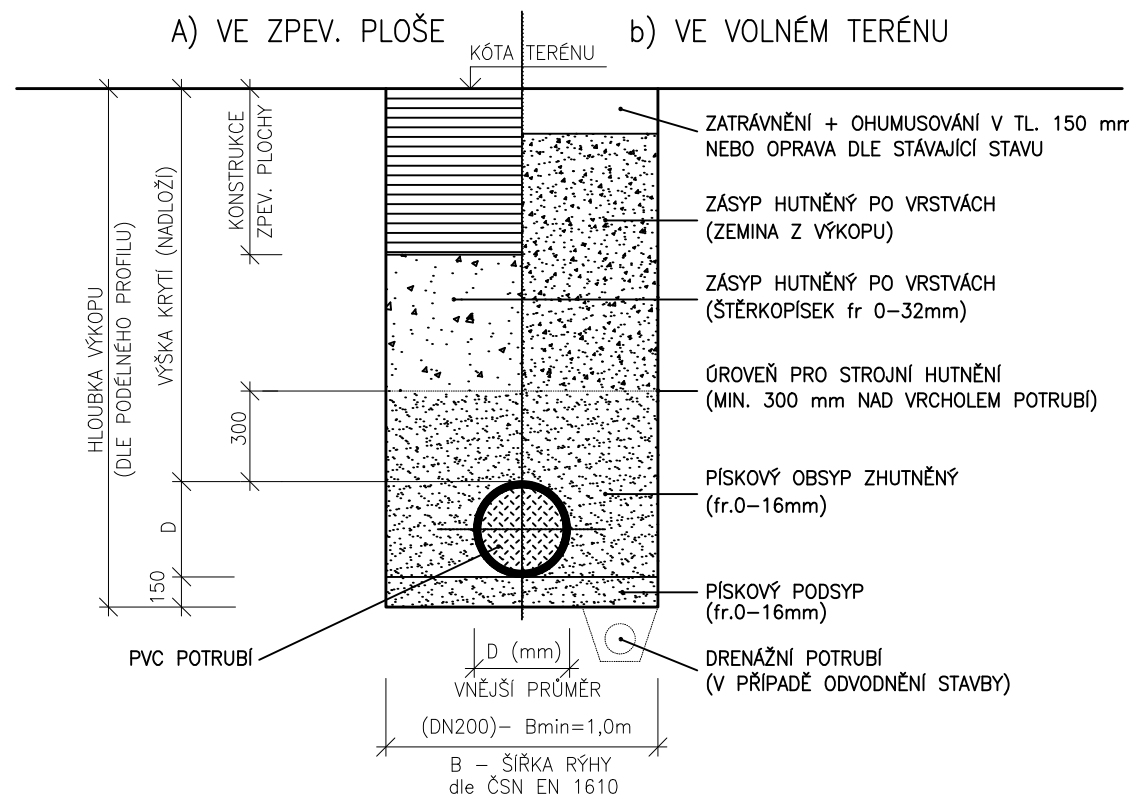 A) VE ZPEV. PLOŠE
b) VE VOLNÉM TERÉNU
KÓTA TERÉNU
HLOUBKA VÝKOPU
(DLE PODÉLNÉHO PROFILU)
VÝŠKA KRYTÍ (NADLOŽÍ)
KONSTRUKCE
ZPEV. PLOCHY
300
D
150
ZATRÁVNĚNÍ + OHUMUSOVÁNÍ V TL. 150 mm
NEBO OPRAVA DLE STÁVAJÍCÍ STAVU
ZÁSYP HUTNĚNÝ PO VRSTVÁCH
(ZEMINA Z VÝKOPU)
ZÁSYP HUTNĚNÝ PO VRSTVÁCH
(ŠTĚRKOPÍSEK fr 0-32mm)
ÚROVEŇ PRO STROJNÍ HUTNĚNÍ
(MIN. 300 mm NAD VRCHOLEM POTRUBÍ)
PÍSKOVÝ OBSYP ZHUTNĚNÝ
(fr.0-16mm)
PÍSKOVÝ PODSYP
(fr.0-16mm)
DRENÁŽNÍ POTRUBÍ
(V PŘÍPADĚ ODVODNĚNÍ STAVBY)
PVC POTRUBÍ
D (mm)
VNĚJŠÍ PRŮMĚR
(DN200)- Bmin=1,0m
B - ŠÍŘKA RÝHY
dle ČSN EN 1610